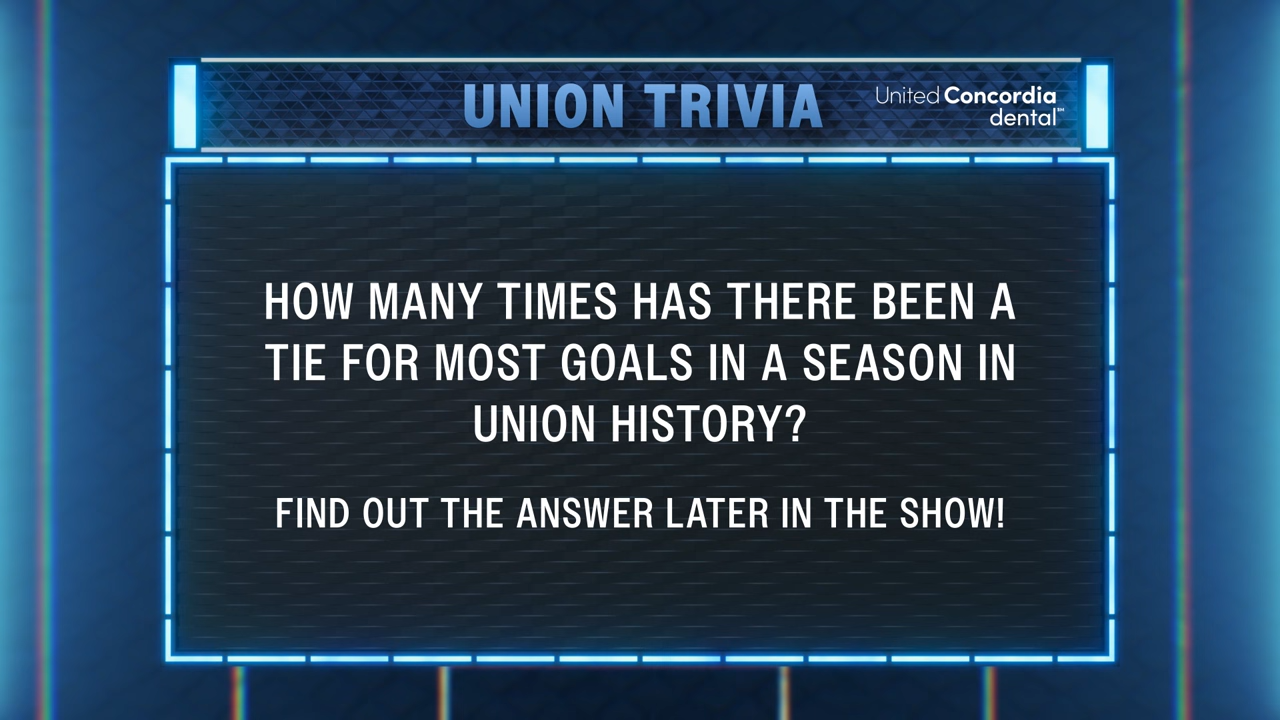 UNION TRIVIA
United Concordia
dental℠
HOW MANY TIMES HAS THERE BEEN A
TIE FOR MOST GOALS IN A SEASON IN
UNION HISTORY?
FIND OUT THE ANSWER LATER IN THE SHOW!